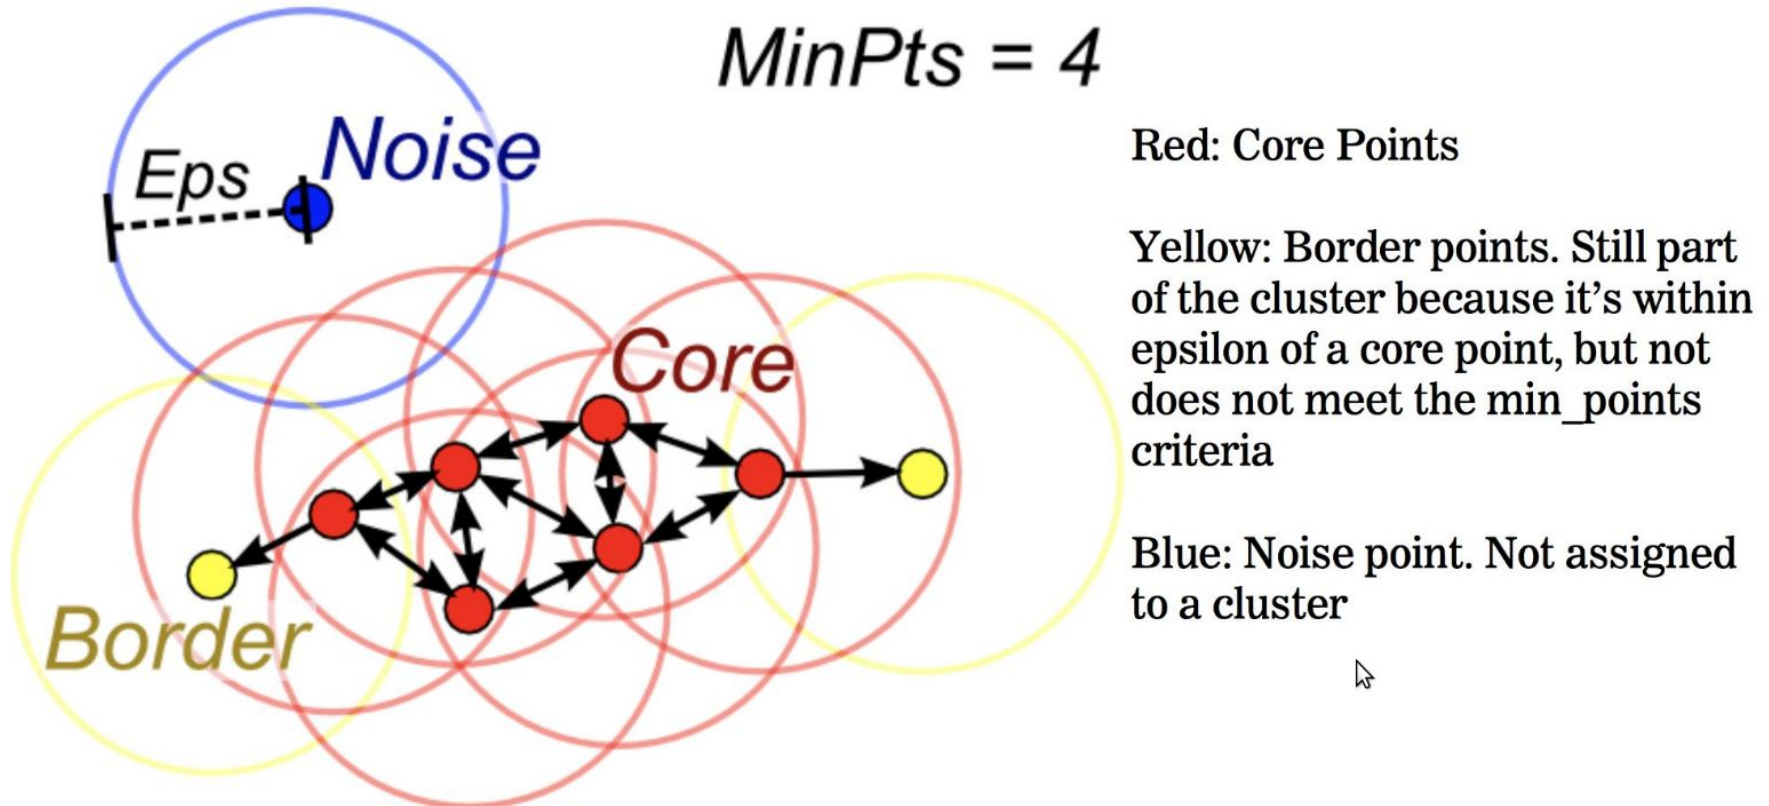 MinPts = 4
Noise
Eps
Core
Border
Red: Core Points
Yellow: Border points. Still part
of the cluster because it’s within
epsilon of a core point, but not
does not meet the min_points
criteria
Blue: Noise point. Not assigned
to a cluster